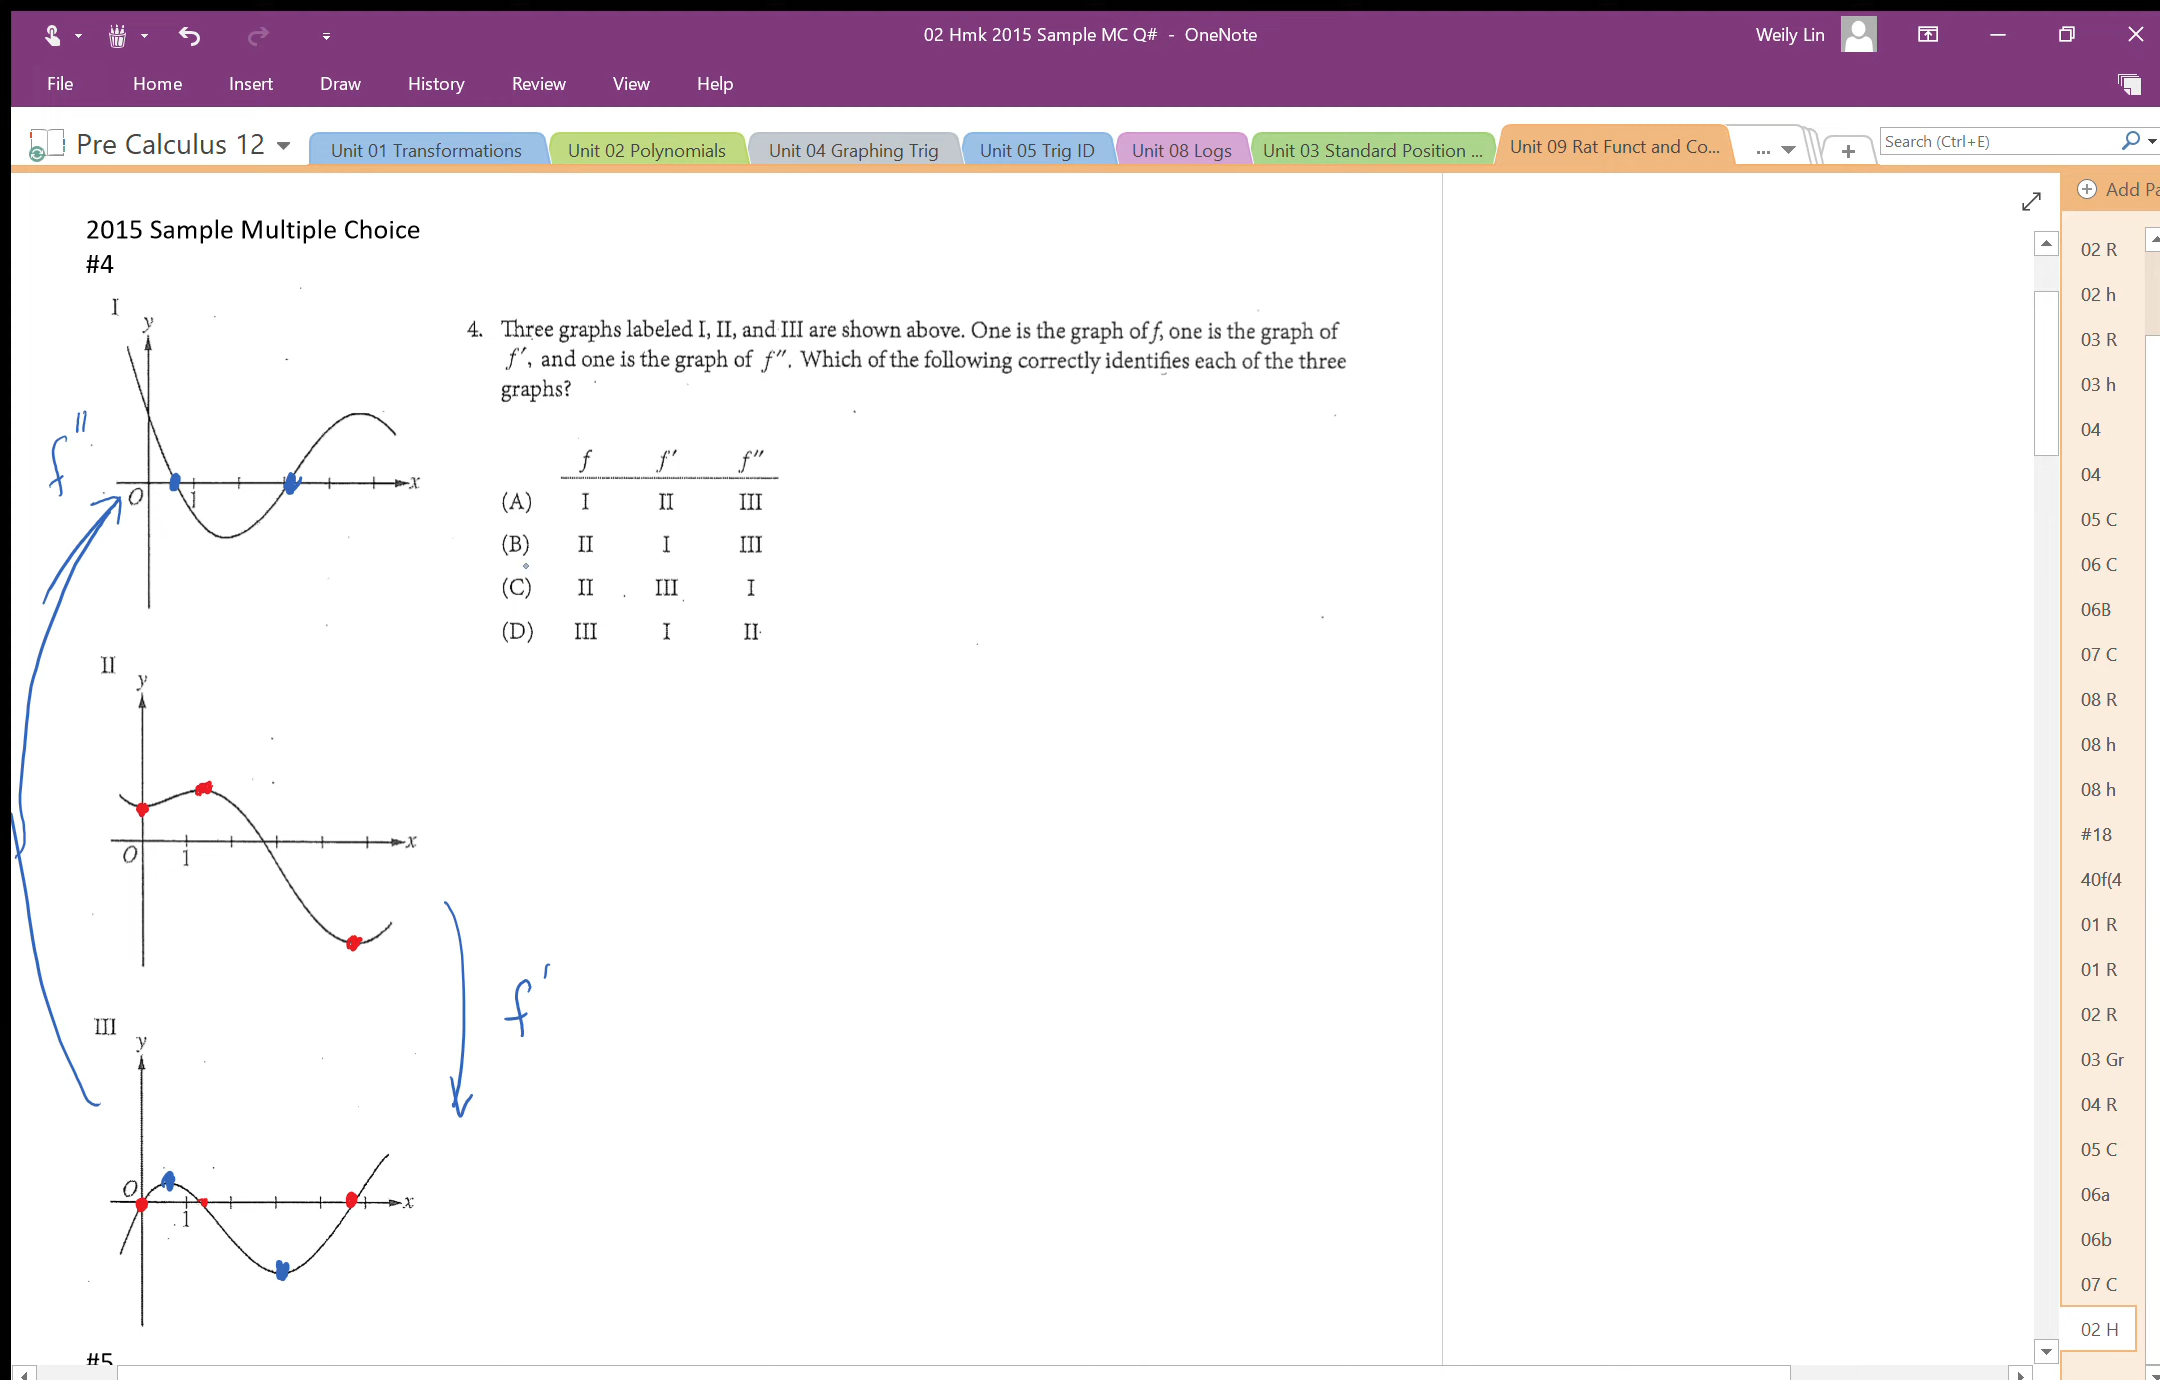 02 Hmk 2015 Sample MC Q# - OneNote
Weily Lin
File Home Insert Draw History Review View Help
Pre Calculus 12
Unit 01 Transformations
Unit 02 Polynomials
Unit 04 Graphing Trig
Unit 05 Trig ID
Unit 08 Logs
Unit 03 Standard Position ...
Unit 09 Rat Funct and Co...
...
Search (Ctrl+E)
Add Pa
2015 Sample Multiple Choice
#4
I
y
f''
O
1
x
4. Three graphs labeled I, II, and III are shown above. One is the graph of f, one is the graph of
f′, and one is the graph of f″. Which of the following correctly identifies each of the three
graphs?
f f′ f″
(A) I II III
(B) II I III
(C) II III I
(D) III I II
II
y
O
1
x
f'
III
y
O
1
x
#5
02 R
02 h
03 R
03 h
04
04
05 C
06 C
06B
07 C
08 R
08 h
08 h
#18
40f(4
01 R
01 R
02 R
03 Gr
04 R
05 C
06a
06b
07 C
02 H